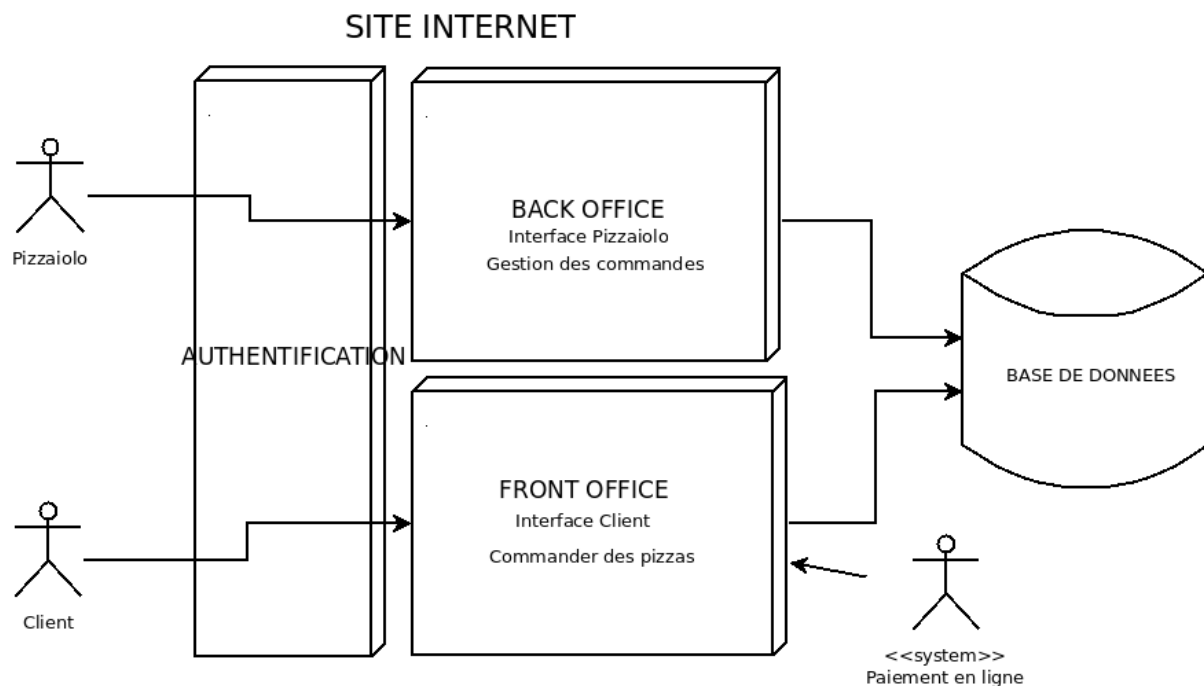 SITE INTERNET
Pizzaiolo
BACK OFFICE
Interface Pizzaiolo
Gestion des commandes
AUTHENTIFICATION
BASE DE DONNEES
FRONT OFFICE
Interface Client
Commander des pizzas
Client
<<system>>
Paiement en ligne